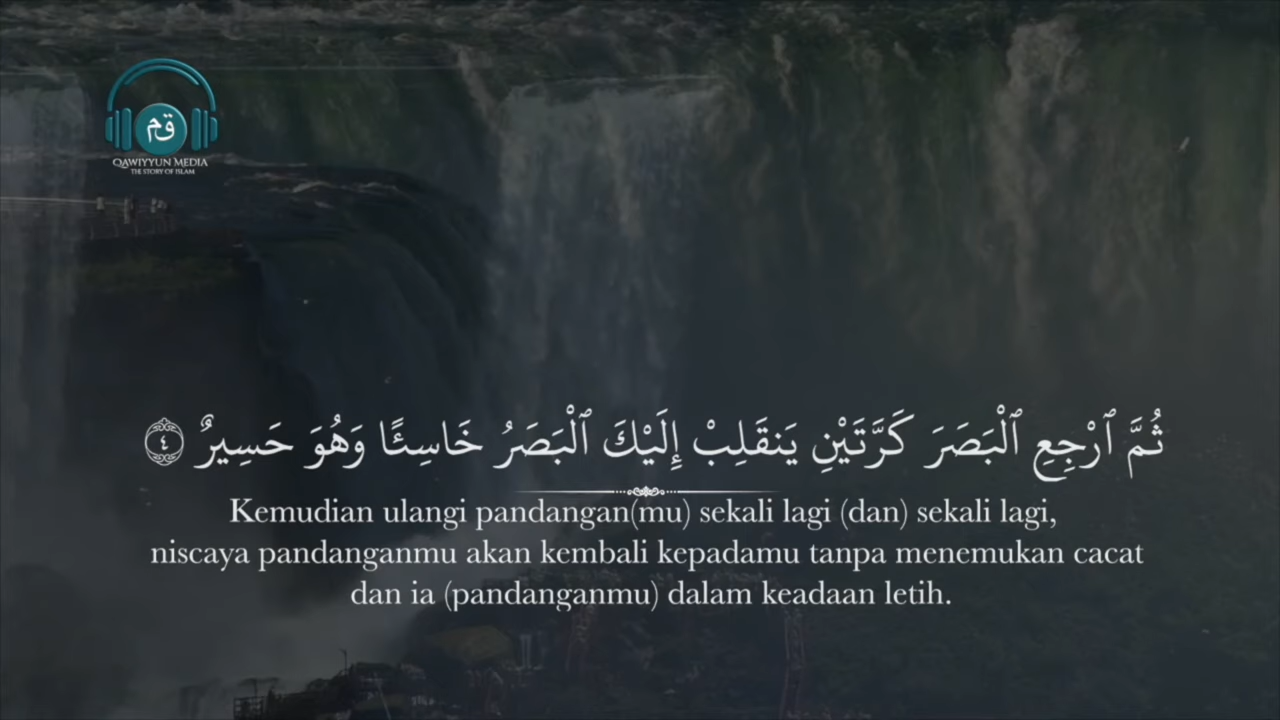 قم
QAWIYYUN MEDIA
THE STORY OF ISLAM
ثُمَّ ٱرْجِعِ ٱلْبَصَرَ كَرَّتَيْنِ يَنقَلِبْ إِلَيْكَ ٱلْبَصَرُ خَاسِئًا وَهُوَ حَسِيرٌ ٤
Kemudian ulangi pandangan(mu) sekali lagi (dan) sekali lagi,
niscaya pandanganmu akan kembali kepadamu tanpa menemukan cacat
dan ia (pandanganmu) dalam keadaan letih.